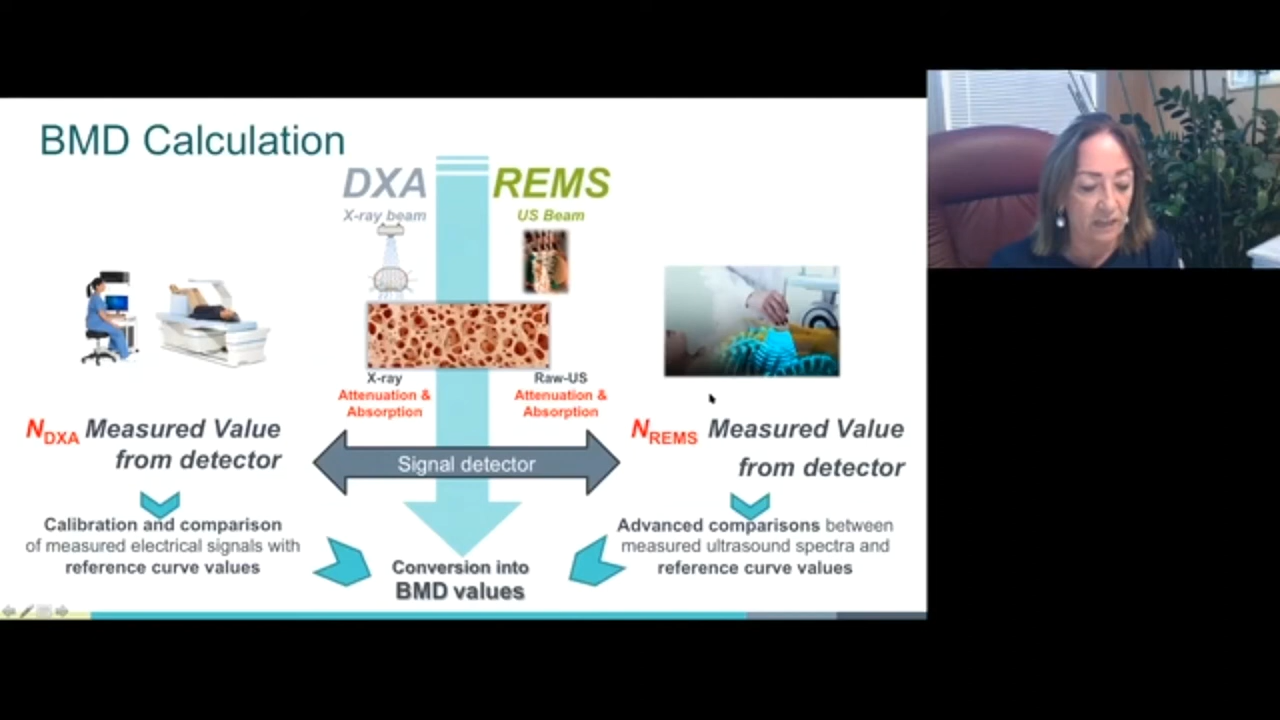 BMD Calculation
DXA
X-ray beam
REMS
US Beam
X-ray
Attenuation &
Absorption
Raw-US
Attenuation &
Absorption
NDXA Measured Value
from detector
Signal detector
NREMS Measured Value
from detector
Calibration and comparison
of measured electrical signals with
reference curve values
Advanced comparisons between
measured ultrasound spectra and
reference curve values
Conversion into
BMD values